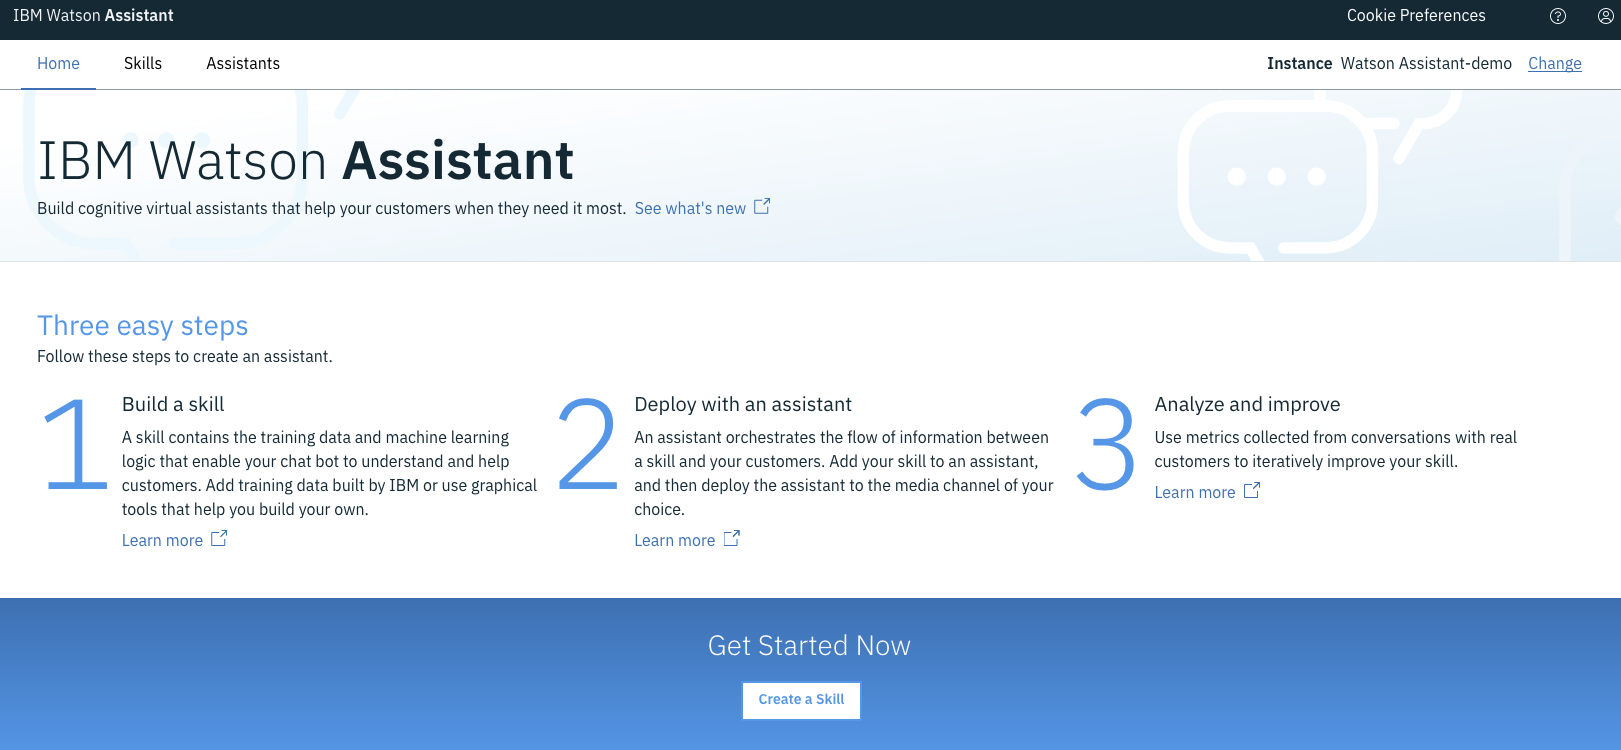 IBM Watson Assistant
Cookie Preferences
Home
Skills
Assistants
Instance Watson Assistant-demo Change
IBM Watson Assistant
Build cognitive virtual assistants that help your customers when they need it most. See what's new
Three easy steps
Follow these steps to create an assistant.
1
Build a skill
A skill contains the training data and machine learning
logic that enable your chat bot to understand and help
customers. Add training data built by IBM or use graphical
tools that help you build your own.
Learn more
2
Deploy with an assistant
An assistant orchestrates the flow of information between
a skill and your customers. Add your skill to an assistant,
and then deploy the assistant to the media channel of your
choice.
Learn more
3
Analyze and improve
Use metrics collected from conversations with real
customers to iteratively improve your skill.
Learn more
Get Started Now
Create a Skill